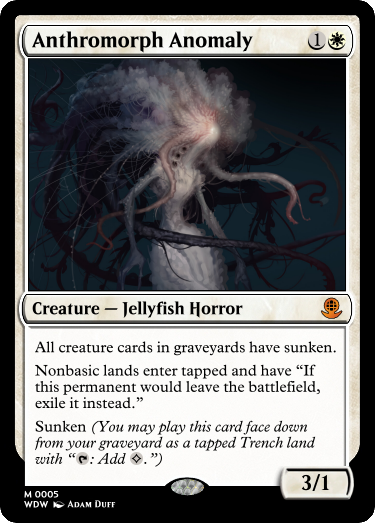 Anthromorph Anomaly 1
Creature — Jellyfish Horror
All creature cards in graveyards have sunken.
Nonbasic lands enter tapped and have “If
this permanent would leave the battlefield,
exile it instead.”
Sunken (You may play this card face down
from your graveyard as a tapped Trench land
with “: Add .”)
3/1
M 0005
WDW Adam Duff